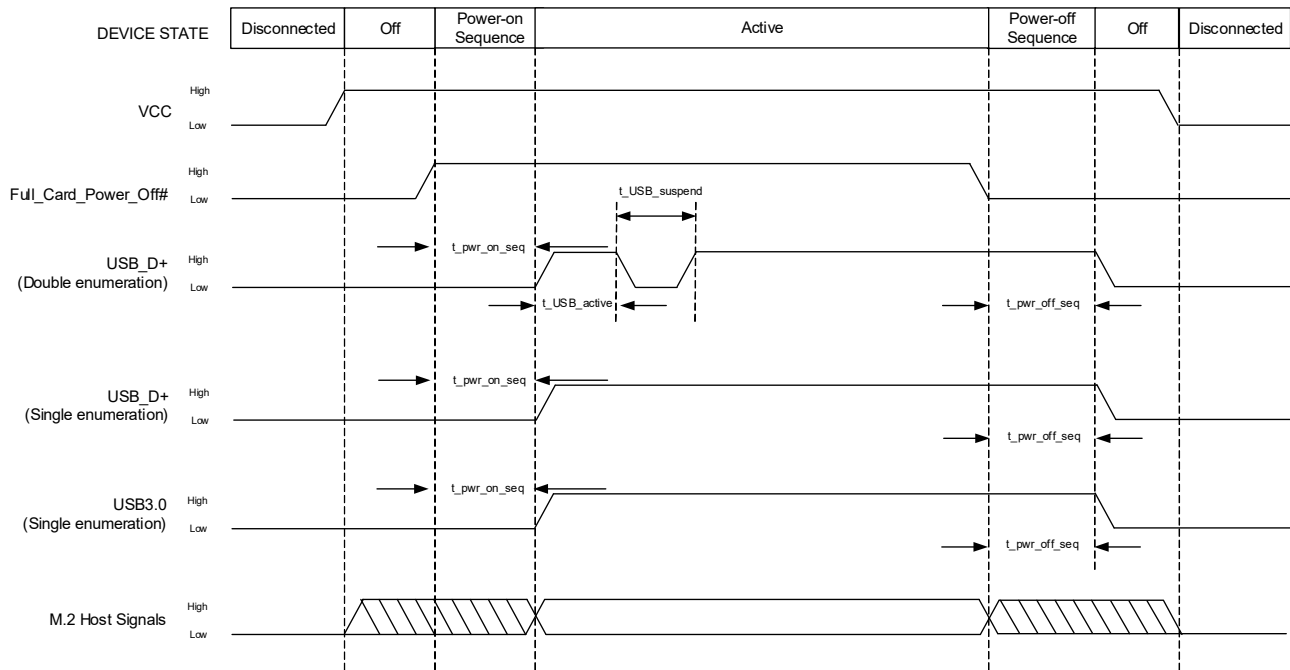 DEVICE STATE
Disconnected
Off
Power-on
Sequence
Active
Power-off
Sequence
Off
Disconnected
VCC
High
Low
Full_Card_Power_Off#
High
Low
t_USB_suspend
USB_D+
(Double enumeration)
High
Low
t_pwr_on_seq
t_USB_active
t_pwr_off_seq
USB_D+
(Single enumeration)
High
Low
t_pwr_on_seq
t_pwr_off_seq
USB3.0
(Single enumeration)
High
Low
t_pwr_on_seq
t_pwr_off_seq
M.2 Host Signals
High
Low